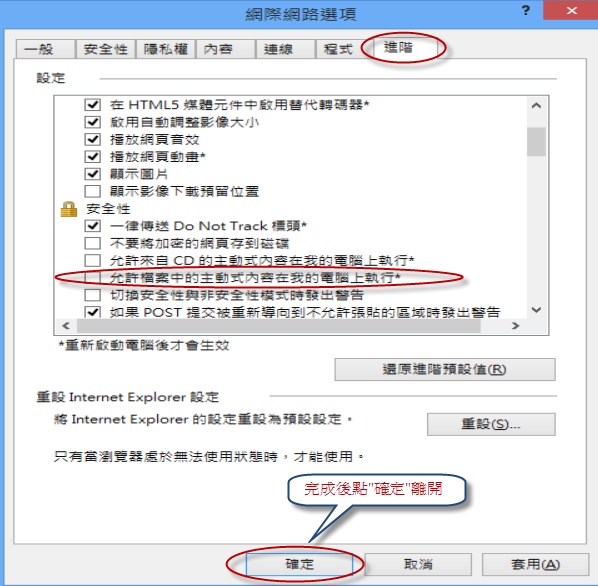 網際網路選項
?
一般 安全性 隱私權 內容 連線 程式 進階
設定
在 HTML5 媒體元件中啟用替代轉碼器*
啟用自動調整影像大小
播放網頁音效
播放網頁動畫*
顯示圖片
顯示影像下載預留位置
安全性
一律傳送 Do Not Track 標頭*
不要將加密的網頁存到磁碟
允許來自 CD 的主動式內容在我的電腦上執行*
允許檔案中的主動式內容在我的電腦上執行*
切換安全性與非安全性模式時發出警告
如果 POST 提交被重新導向到不允許張貼的區域時發出警告
*重新啟動電腦後才會生效
還原進階預設值(R)
重設 Internet Explorer 設定
將 Internet Explorer 的設定重設為預設設定。
重設(S)...
只有當瀏覽器處於無法使用狀態時，才能使用。
完成後點"確定"離開
確定 取消 套用(A)